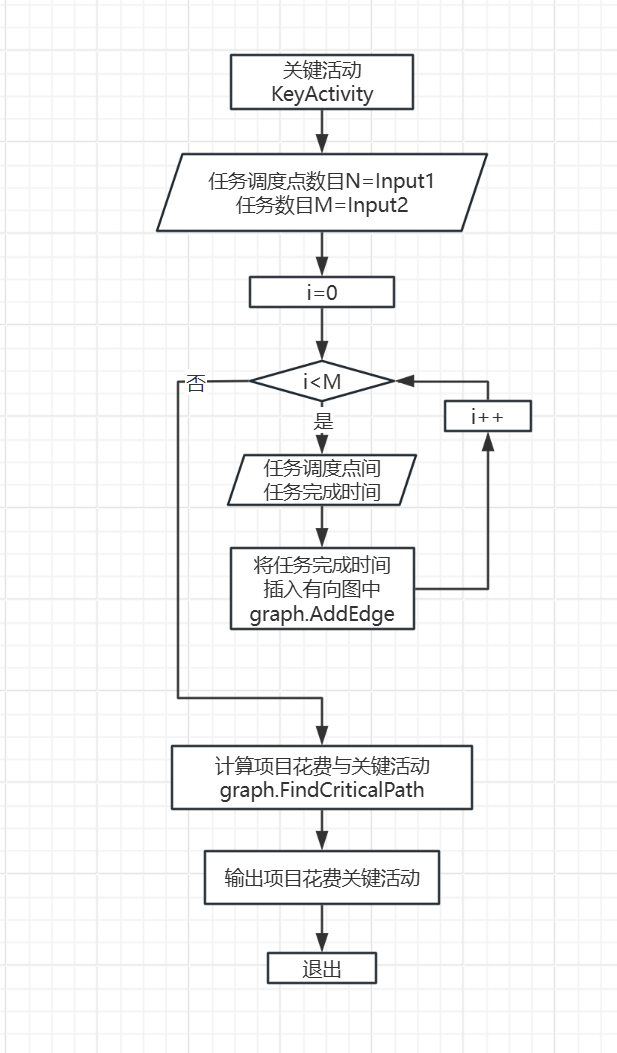 关键活动
KeyActivity
任务调度点数目N=Input1
任务数目M=Input2
i=0
i<M
否
是
i++
任务调度点间
任务完成时间
将任务完成时间
插入有向图中
graph.AddEdge
计算项目花费与关键活动
graph.FindCriticalPath
输出项目花费关键活动
退出